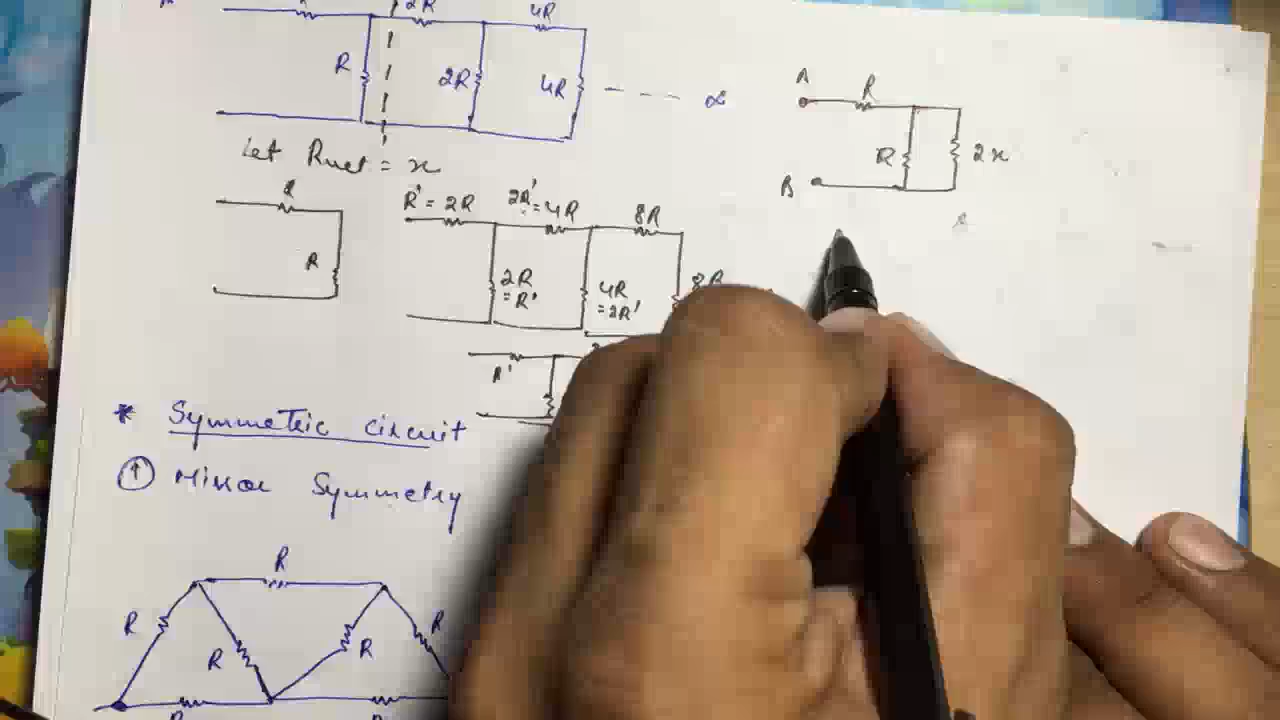 2R 4R
R 2R 4R ---- ∝
Let Rnet = x
R
R
R' = 2R 2R' = 4R 8R
2R = R' 4R = 2R' 8R
R'
A R
R 2x
B
* Symmetric circuit
① Mirror Symmetry
R
R R R R